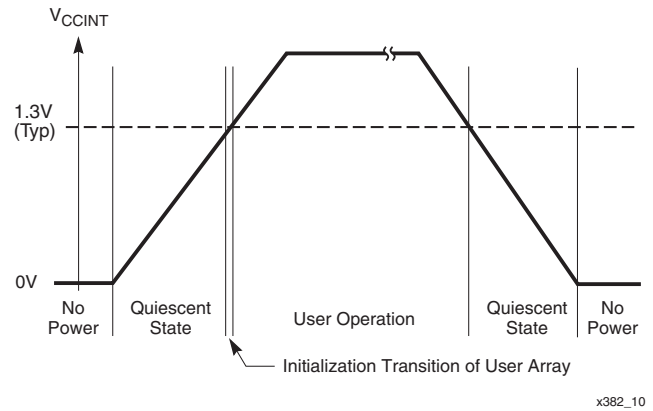 VCCINT
1.3V
(Typ)
0V
No
Power
Quiescent
State
User Operation
Quiescent
State
No
Power
Initialization Transition of User Array
x382_10